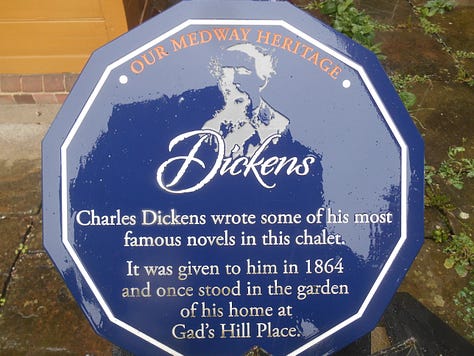 OUR MEDWAY HERITAGE
Dickens
Charles Dickens wrote some of his most
famous novels in this chalet.
It was given to him in 1864
and once stood in the garden
of his home at
Gad's Hill Place.